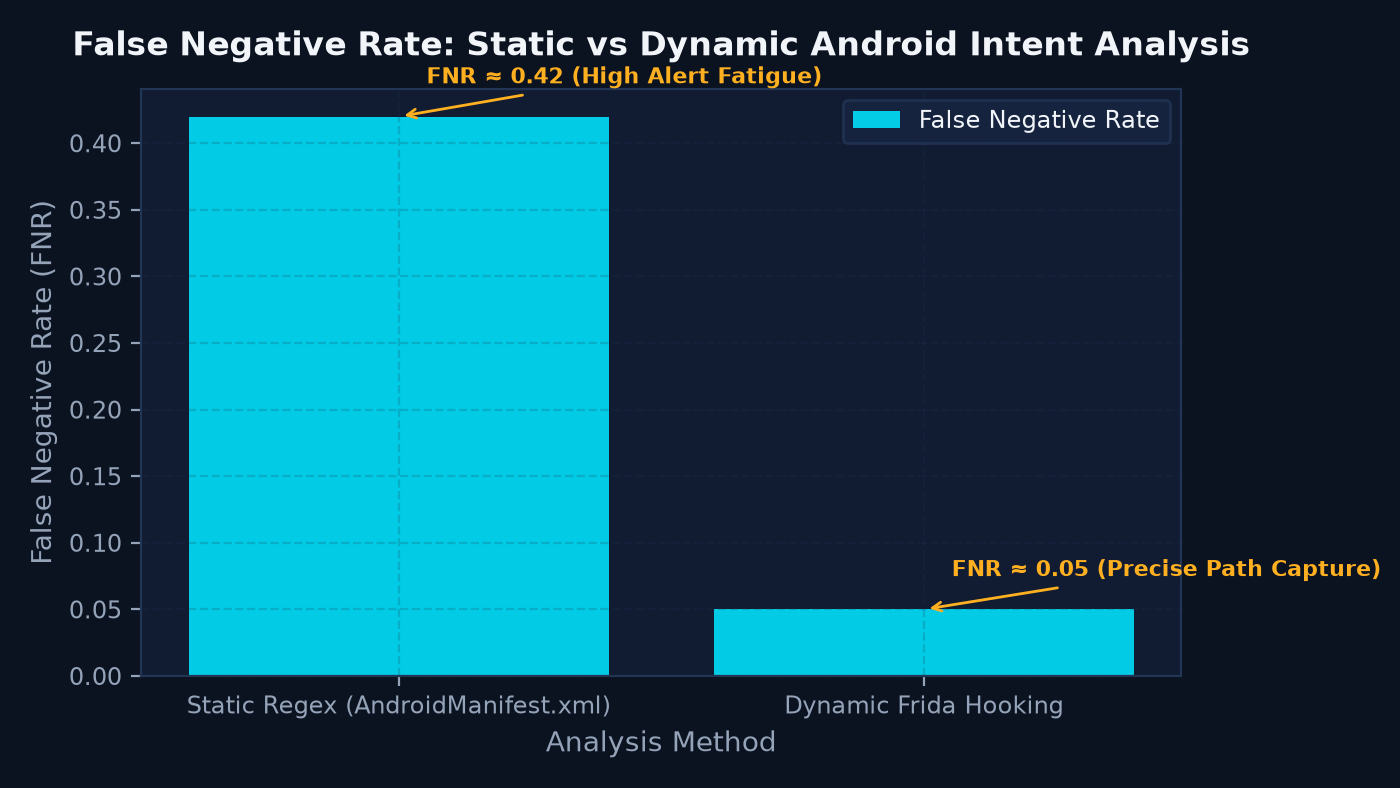 False Negative Rate: Static vs Dynamic Android Intent Analysis
FNR ≈ 0.42 (High Alert Fatigue)
False Negative Rate
False Negative Rate (FNR)
0.40
0.35
0.30
0.25
0.20
0.15
0.10
0.05
0.00
FNR ≈ 0.05 (Precise Path Capture)
Static Regex (AndroidManifest.xml)
Dynamic Frida Hooking
Analysis Method